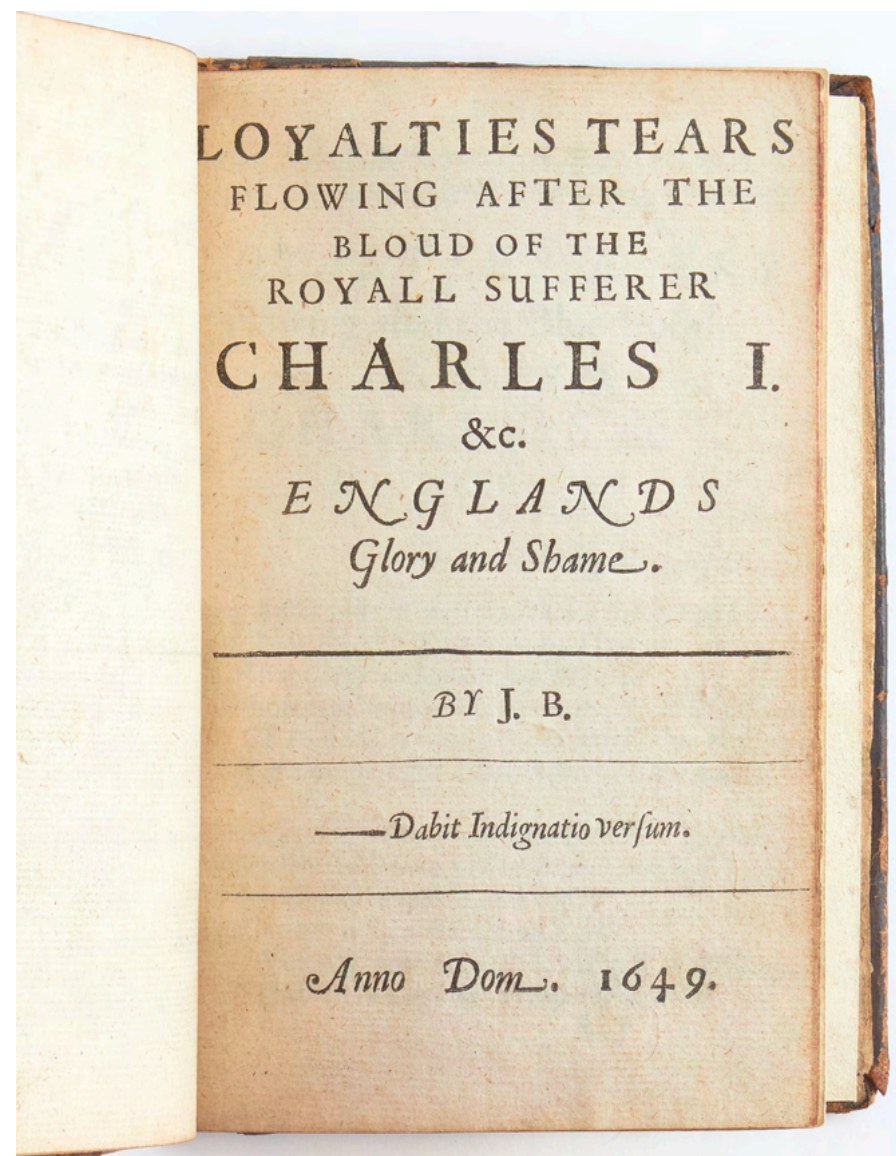 LOYALTIES TEARS
FLOWING AFTER THE
BLOUD OF THE
ROYALL SUFFERER
CHARLES I.
&c.
ENGLANDS
Glory and Shame.
BY J. B.
——Dabit Indignatio verſum.
Anno Dom. 1649.